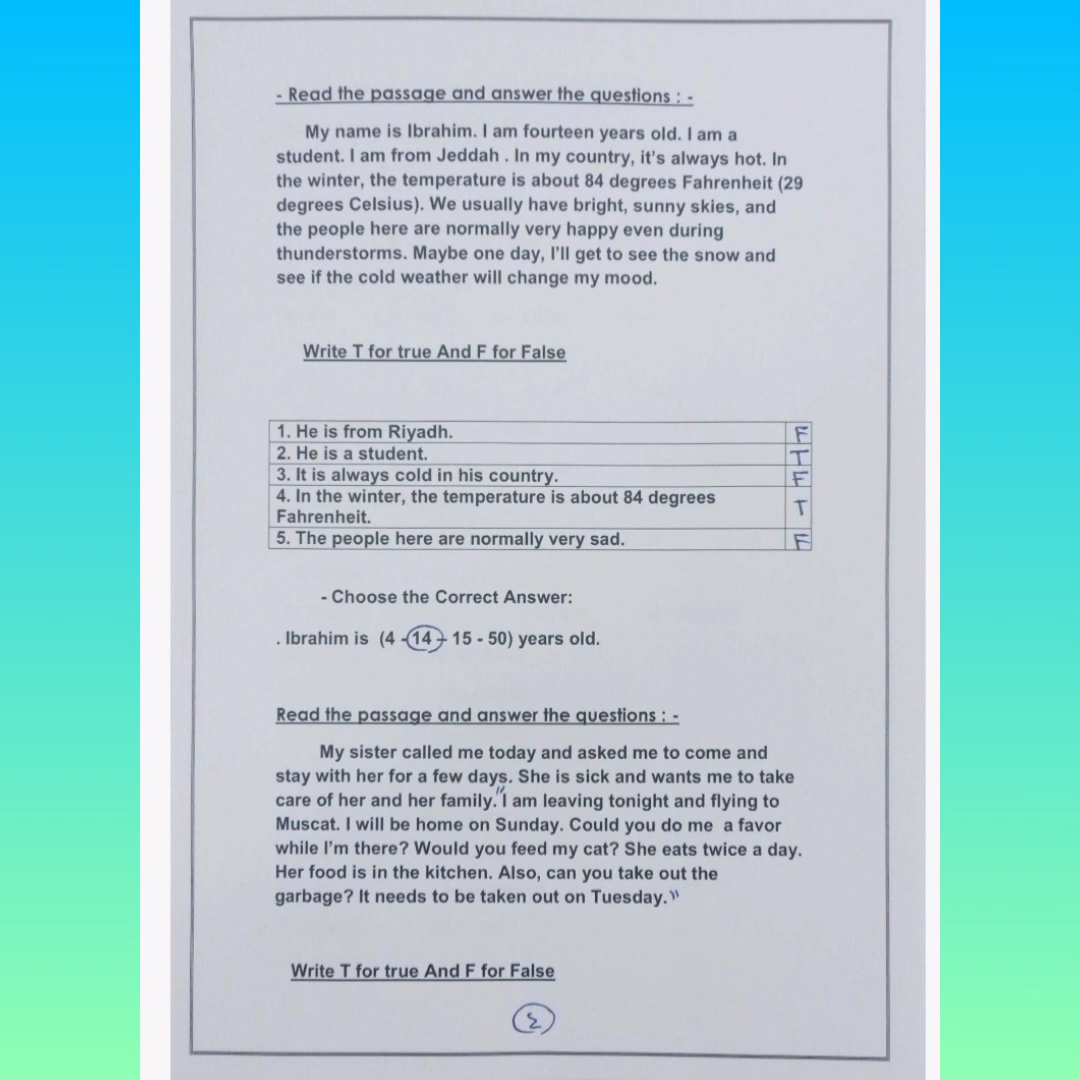 - Read the passage and answer the questions : -
My name is Ibrahim. I am fourteen years old. I am a
student. I am from Jeddah . In my country, it's always hot. In
the winter, the temperature is about 84 degrees Fahrenheit (29
degrees Celsius). We usually have bright, sunny skies, and
the people here are normally very happy even during
thunderstorms. Maybe one day, I'll get to see the snow and
see if the cold weather will change my mood.
Write T for true And F for False
1. He is from Riyadh. F
2. He is a student. T
3. It is always cold in his country. F
4. In the winter, the temperature is about 84 degrees
Fahrenheit. T
5. The people here are normally very sad. F
- Choose the Correct Answer:
. Ibrahim is (4 - 14 - 15 - 50) years old.
Read the passage and answer the questions : -
My sister called me today and asked me to come and
stay with her for a few days. She is sick and wants me to take
care of her and her family. "I am leaving tonight and flying to
Muscat. I will be home on Sunday. Could you do me a favor
while I'm there? Would you feed my cat? She eats twice a day.
Her food is in the kitchen. Also, can you take out the
garbage? It needs to be taken out on Tuesday."
Write T for true And F for False
٤